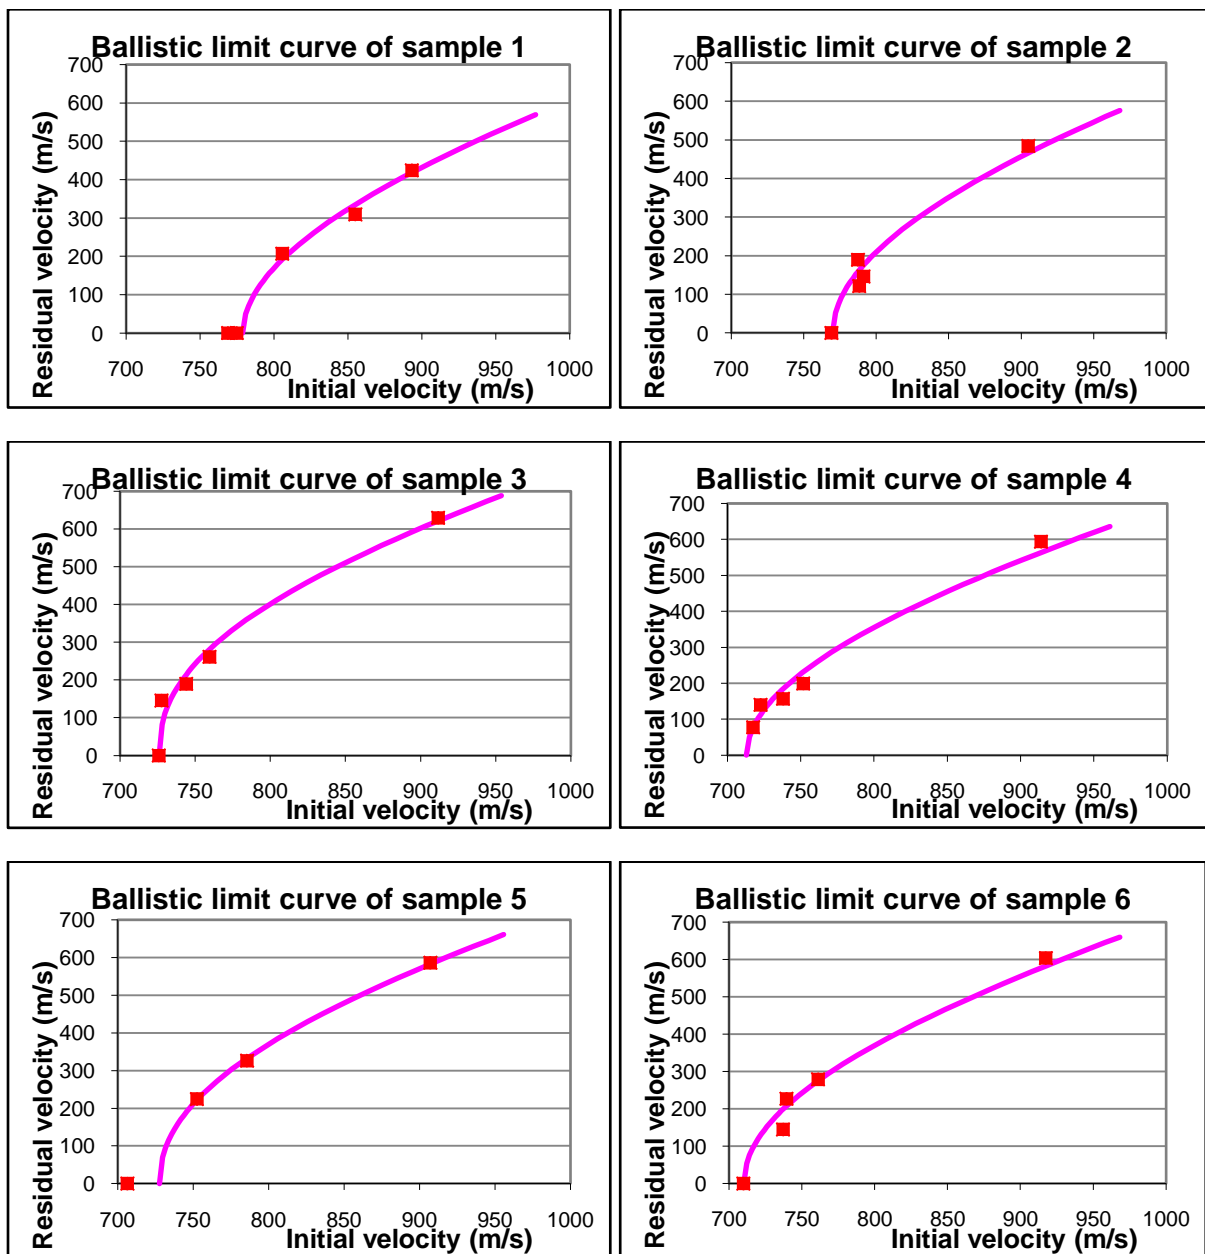 Ballistic limit curve of sample 1
Residual velocity (m/s)
700
600
500
400
300
200
100
0
700 750 800 850 900 950 1000
Initial velocity (m/s)
Ballistic limit curve of sample 2
Residual velocity (m/s)
700
600
500
400
300
200
100
0
700 750 800 850 900 950 1000
Initial velocity (m/s)
Ballistic limit curve of sample 3
Residual velocity (m/s)
700
600
500
400
300
200
100
0
700 750 800 850 900 950 1000
Initial velocity (m/s)
Ballistic limit curve of sample 4
Residual velocity (m/s)
700
600
500
400
300
200
100
0
700 750 800 850 900 950 1000
Initial velocity (m/s)
Ballistic limit curve of sample 5
Residual velocity (m/s)
700
600
500
400
300
200
100
0
700 750 800 850 900 950 1000
Initial velocity (m/s)
Ballistic limit curve of sample 6
Residual velocity (m/s)
700
600
500
400
300
200
100
0
700 750 800 850 900 950 1000
Initial velocity (m/s)